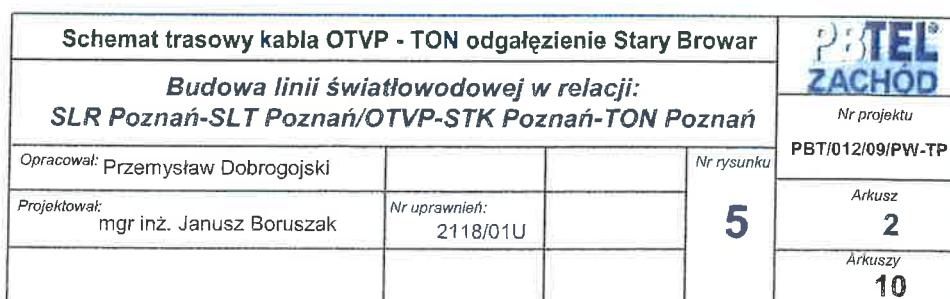 Schemat trasowy kabla OTVP - TON odgałęzienie Stary Browar
Budowa linii światłowodowej w relacji:
SLR Poznań-SLT Poznań/OTVP-STK Poznań-TON Poznań
Opracował: Przemysław Dobrogojski
Projektował:
mgr inż. Janusz Boruszak
Nr uprawnień:
2118/01U
Nr rysunku
5
PBTEL
ZACHÓD
Nr projektu
PBT/012/09/PW-TP
Arkusz
2
Arkuszy
10